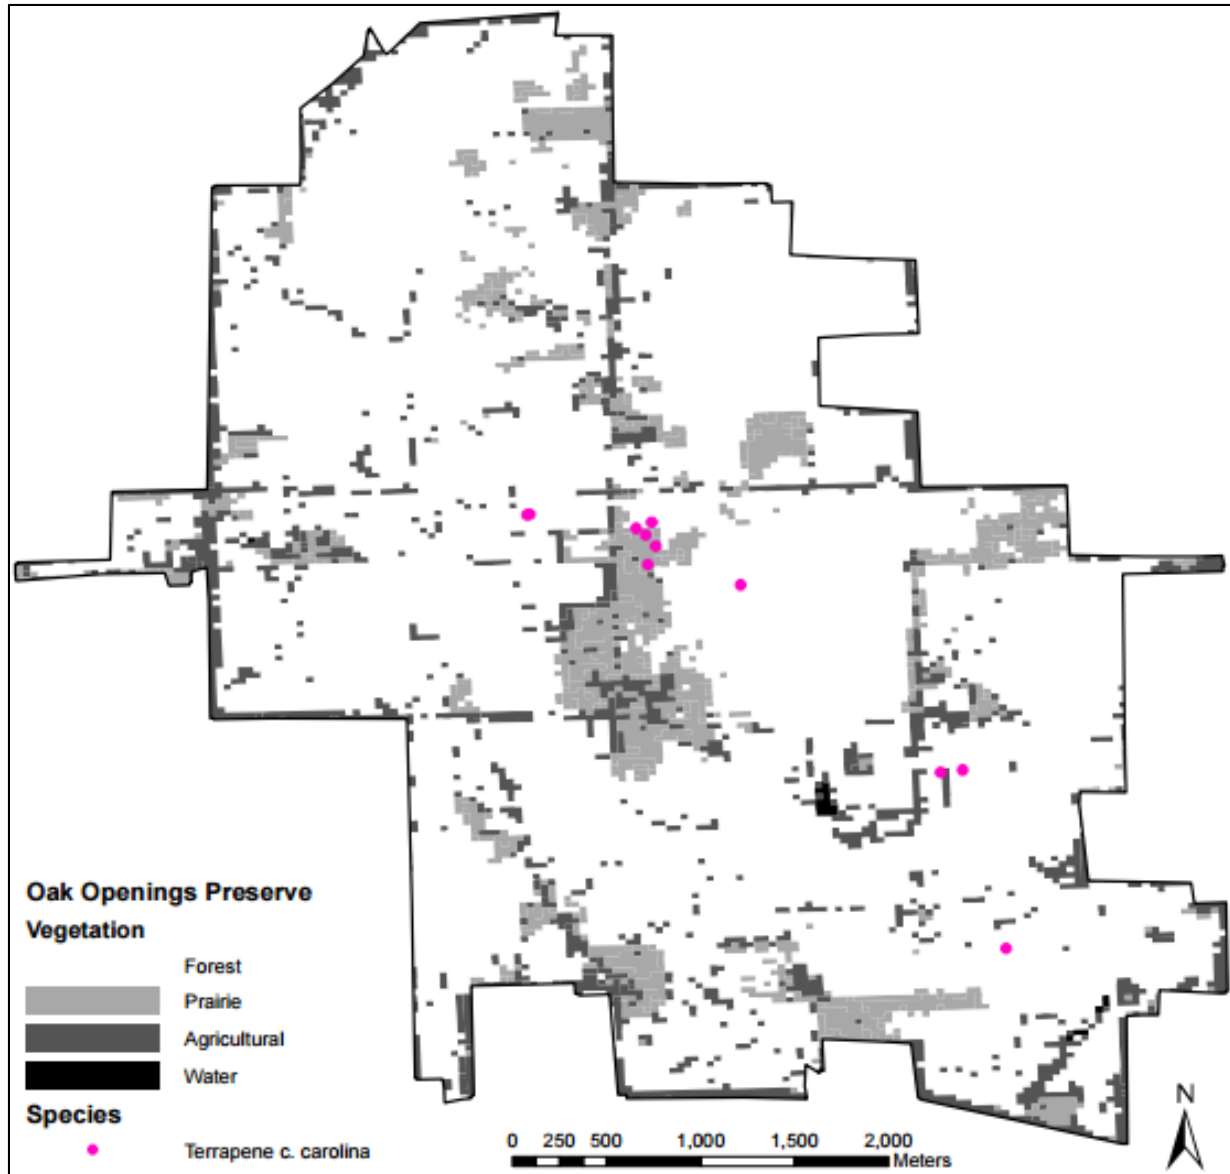 Oak Openings Preserve
Vegetation
Forest
Prairie
Agricultural
Water
Species
Terrapene c. carolina
0 250 500 1,000 1,500 2,000
Meters
N